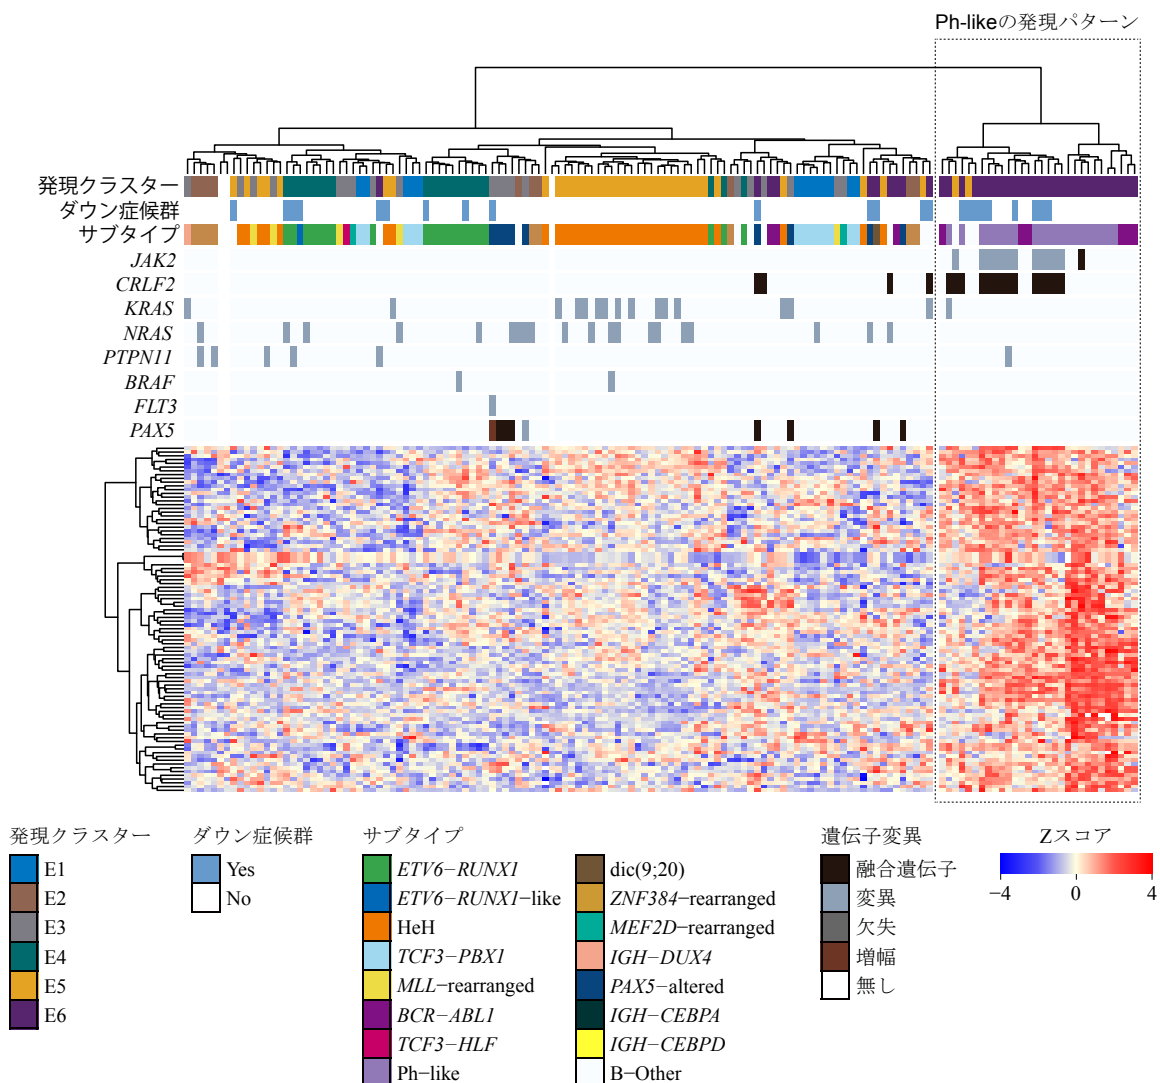 Ph-likeの発現パターン
発現クラスター
ダウン症候群
サブタイプ
JAK2
CRLF2
KRAS
NRAS
PTPN11
BRAF
FLT3
PAX5
発現クラスター
E1
E2
E3
E4
E5
E6
ダウン症候群
Yes
No
サブタイプ
ETV6−RUNX1
ETV6−RUNX1−like
HeH
TCF3−PBX1
MLL−rearranged
BCR−ABL1
TCF3−HLF
Ph−like
dic(9;20)
ZNF384−rearranged
MEF2D−rearranged
IGH−DUX4
PAX5−altered
IGH−CEBPA
IGH−CEBPD
B−Other
遺伝子変異
融合遺伝子
変異
欠失
増幅
無し
Zスコア
−4 0 4